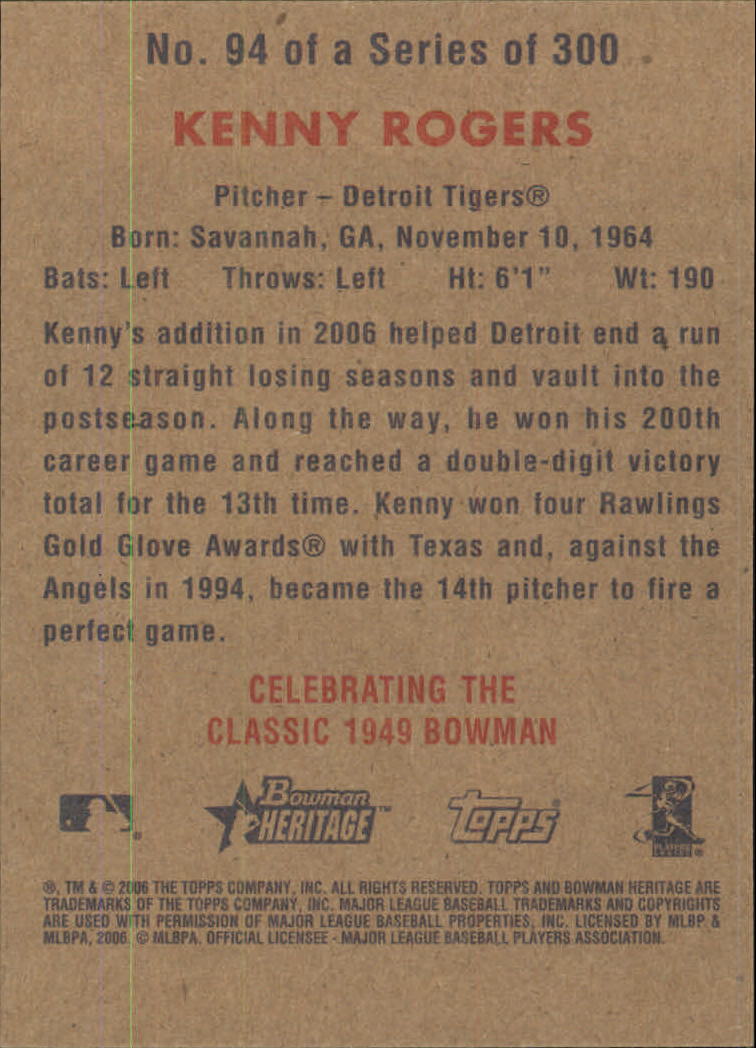 No. 94 of a Series of 300
KENNY ROGERS
Pitcher – Detroit Tigers®
Born: Savannah, GA, November 10, 1964
Bats: Left Throws: Left Ht: 6'1" Wt: 190
Kenny's addition in 2006 helped Detroit end a run
of 12 straight losing seasons and vault into the
postseason. Along the way, he won his 200th
career game and reached a double-digit victory
total for the 13th time. Kenny won four Rawlings
Gold Glove Awards® with Texas and, against the
Angels in 1994, became the 14th pitcher to fire a
perfect game.
CELEBRATING THE
CLASSIC 1949 BOWMAN
Bowman
HERITAGE™
Topps®
PLAYERS
CHOICE®
®, TM & © 2006 THE TOPPS COMPANY, INC. ALL RIGHTS RESERVED. TOPPS AND BOWMAN HERITAGE ARE
TRADEMARKS OF THE TOPPS COMPANY, INC. MAJOR LEAGUE BASEBALL TRADEMARKS AND COPYRIGHTS
ARE USED WITH PERMISSION OF MAJOR LEAGUE BASEBALL PROPERTIES, INC. LICENSED BY MLBP &
MLBPA, 2006. © MLBPA. OFFICIAL LICENSEE - MAJOR LEAGUE BASEBALL PLAYERS ASSOCIATION.